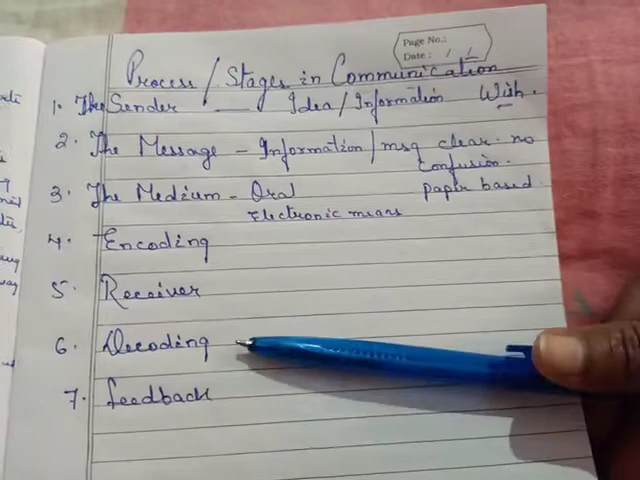 Page No.:
Date : / /
Process / Stages in Communication
1. The Sender — Idea / Information With.
2. The Message - Information / msg clear. no
confusion.
3. The Medium - Oral paper based
Electronic means
4. Encoding
5. Receiver
6. Decoding
7. feedback